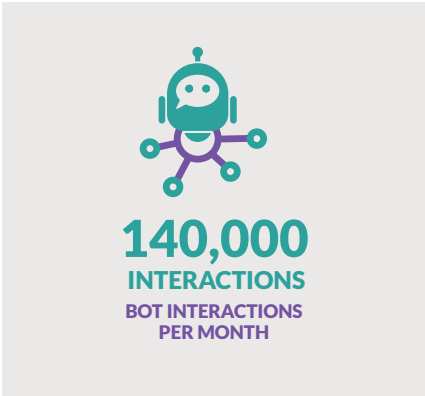 140,000
INTERACTIONS
BOT INTERACTIONS
PER MONTH